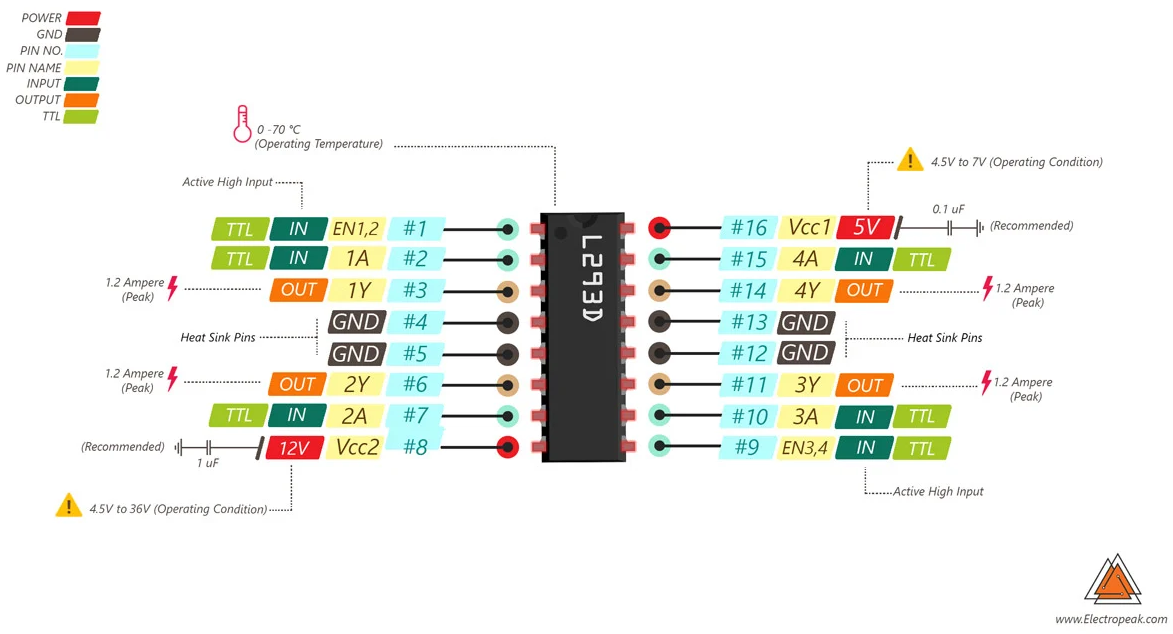 POWER
GND
PIN NO.
PIN NAME
INPUT
OUTPUT
TTL
0 -70 °C
(Operating Temperature)
4.5V to 7V (Operating Condition)
Active High Input
0.1 uF
TTL IN EN1,2 #1
#16 Vcc1 5V (Recommended)
TTL IN 1A #2
#15 4A IN TTL
1.2 Ampere
(Peak)
OUT 1Y #3
#14 4Y OUT
1.2 Ampere
(Peak)
GND #4
#13 GND
Heat Sink Pins
Heat Sink Pins
GND #5
#12 GND
1.2 Ampere
(Peak)
OUT 2Y #6
#11 3Y OUT
1.2 Ampere
(Peak)
TTL IN 2A #7
#10 3A IN TTL
(Recommended) 12V Vcc2 #8
1 uF
#9 EN3,4 IN TTL
L293D
Active High Input
4.5V to 36V (Operating Condition)
www.Electropeak.com